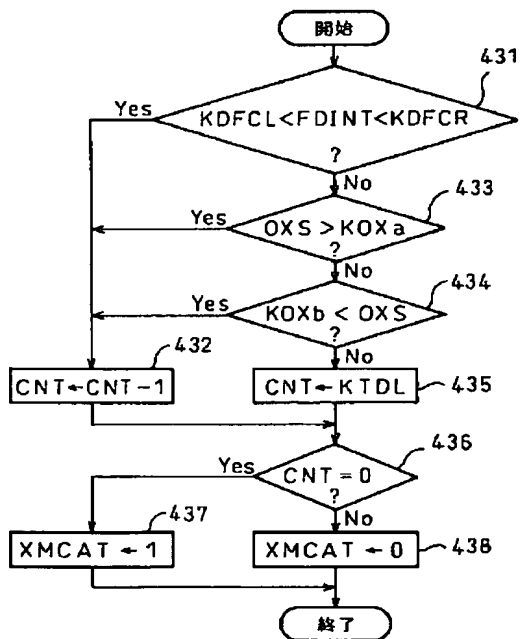 開始
431
KDFCL<FDINT<KDFCR
?
Yes
No
433
OXS>KOXa
?
Yes
No
434
KOXb<OXS
?
Yes
No
432
CNT←CNT-1
CNT←KTDL
435
436
CNT=0
?
Yes
No
437
XMCAT←1
XMCAT←0
438
終了